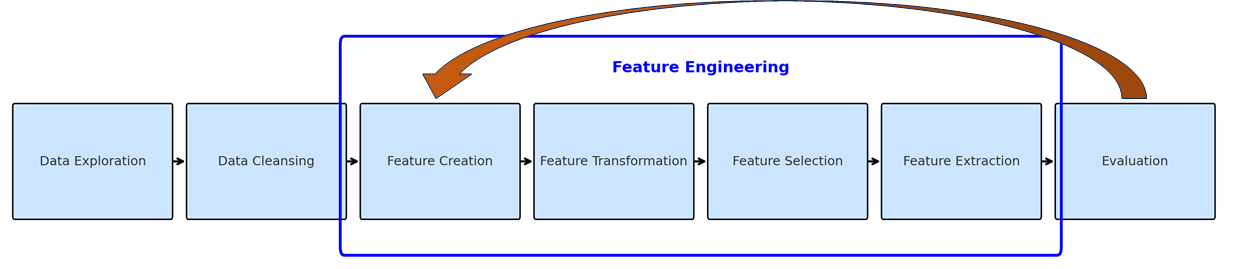 Feature Engineering
Data Exploration
Data Cleansing
Feature Creation
Feature Transformation
Feature Selection
Feature Extraction
Evaluation